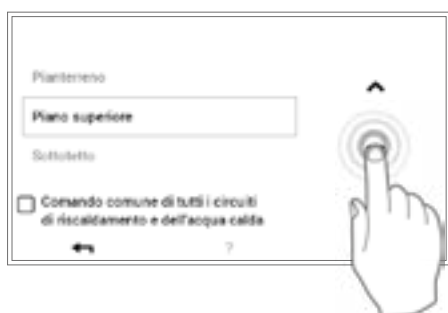 Pianterreno
Piano superiore
Sottotetto
Comando comune di tutti i circuiti
di riscaldamento e dell'acqua calda
?